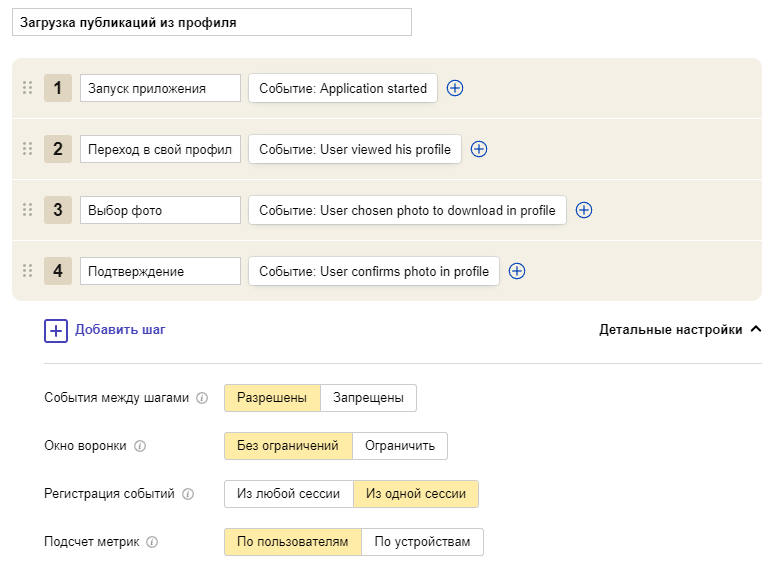 Загрузка публикаций из профиля
1 Запуск приложения Событие: Application started
2 Переход в свой профил Событие: User viewed his profile
3 Выбор фото Событие: User chosen photo to download in profile
4 Подтверждение Событие: User confirms photo in profile
Добавить шаг Детальные настройки
События между шагами Разрешены Запрещены
Окно воронки Без ограничений Ограничить
Регистрация событий Из любой сессии Из одной сессии
Подсчет метрик По пользователям По устройствам